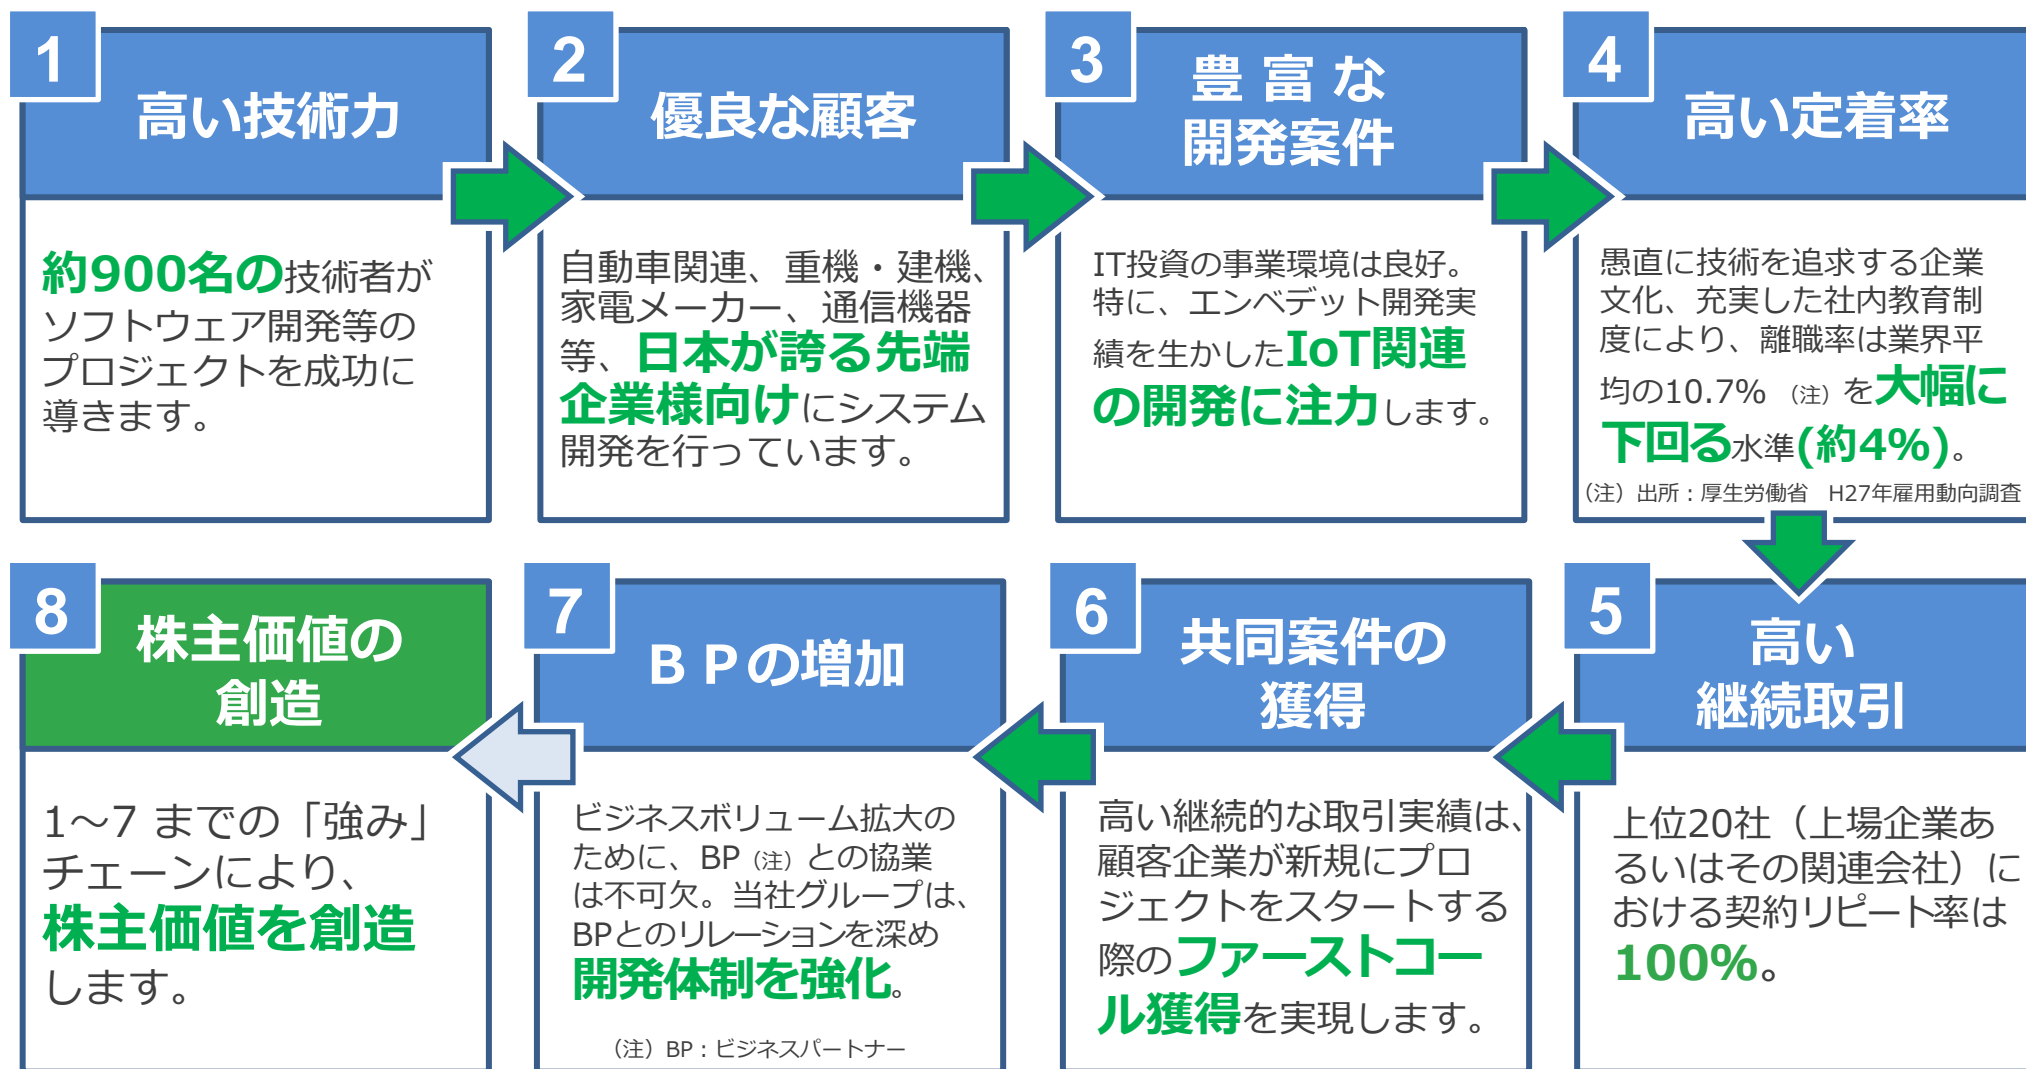 1
高い技術力
約900名の技術者が
ソフトウェア開発等の
プロジェクトを成功に
導きます。
2
優良な顧客
自動車関連、重機・建機、
家電メーカー、通信機器
等、日本が誇る先端
企業様向けにシステム
開発を行っています。
3
豊富な
開発案件
IT投資の事業環境は良好。
特に、エンベデット開発実
績を生かしたIoT関連
の開発に注力します。
4
高い定着率
愚直に技術を追求する企業
文化、充実した社内教育制
度により、離職率は業界平
均の10.7% （注）を大幅に
下回る水準(約4%)。
（注）出所：厚生労働省　H27年雇用動向調査
5
高い
継続取引
上位20社（上場企業あ
るいはその関連会社）に
おける契約リピート率は
100%。
6
共同案件の
獲得
高い継続的な取引実績は、
顧客企業が新規にプロ
ジェクトをスタートする
際のファーストコー
ル獲得を実現します。
7
ＢＰの増加
ビジネスボリューム拡大の
ために、BP（注）との協業
は不可欠。当社グループは、
BPとのリレーションを深め
開発体制を強化。
（注）BP：ビジネスパートナー
8
株主価値の
創造
1～7 までの「強み」
チェーンにより、
株主価値を創造
します。